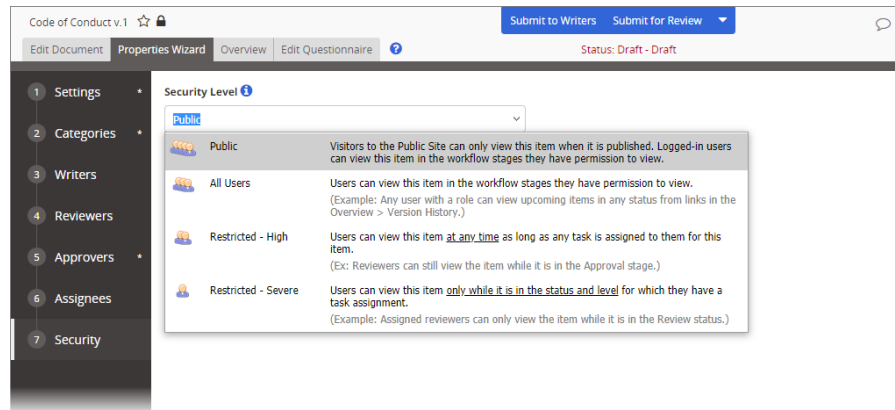 Code of Conduct v.1
Submit to Writers Submit for Review
Edit Document Properties Wizard Overview Edit Questionnaire ?
Status: Draft - Draft
1 Settings *
2 Categories *
3 Writers
4 Reviewers
5 Approvers *
6 Assignees
7 Security
Security Level i
Public
Public
Visitors to the Public Site can only view this item when it is published. Logged-in users
can view this item in the workflow stages they have permission to view.
All Users
Users can view this item in the workflow stages they have permission to view.
(Example: Any user with a role can view upcoming items in any status from links in the
Overview > Version History.)
Restricted - High
Users can view this item at any time as long as any task is assigned to them for this
item.
(Ex: Reviewers can still view the item while it is in the Approval stage.)
Restricted - Severe
Users can view this item only while it is in the status and level for which they have a
task assignment.
(Example: Assigned reviewers can only view the item while it is in the Review status.)